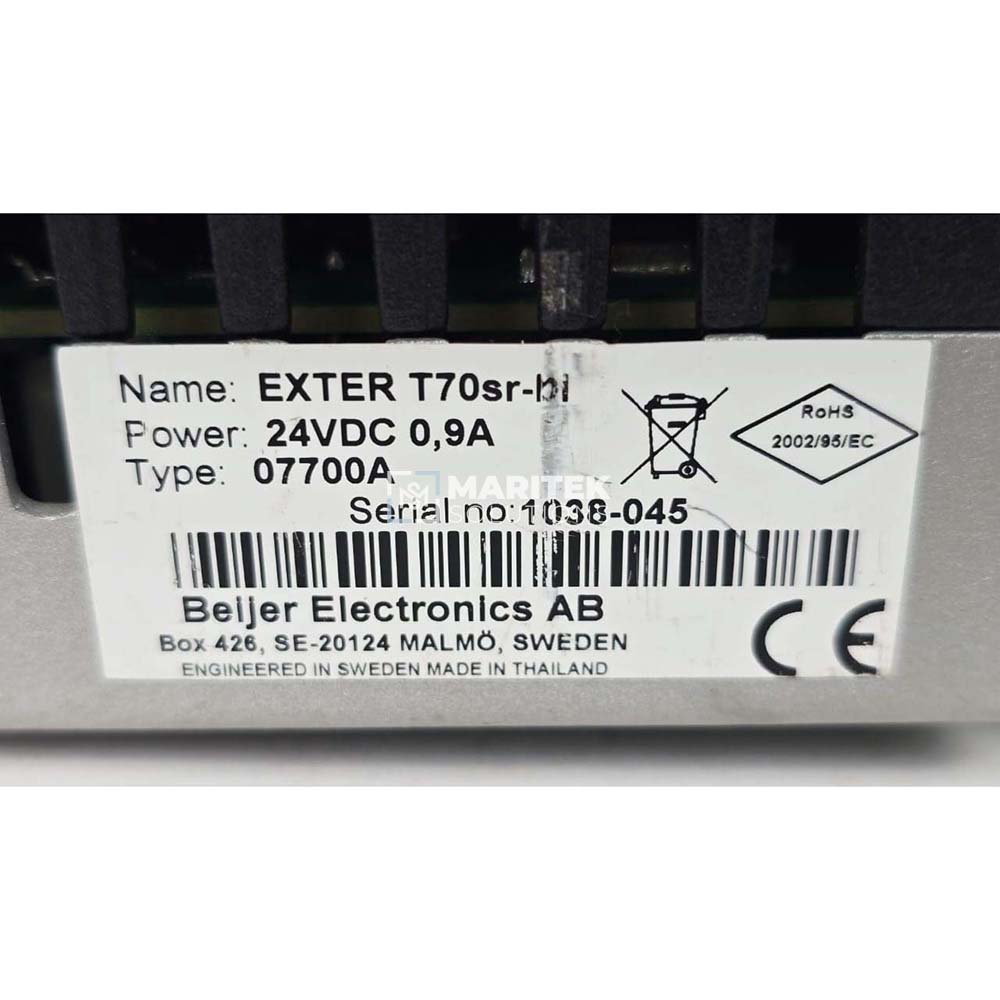 Name: EXTER T70sr-bl
Power: 24VDC 0,9A
Type: 07700A
Serial no:1038-045
RoHS
2002/95/EC
MARITEK
SOLUTIONS
Beijer Electronics AB
Box 426, SE-20124 MALMÖ, SWEDEN
ENGINEERED IN SWEDEN MADE IN THAILAND
CE